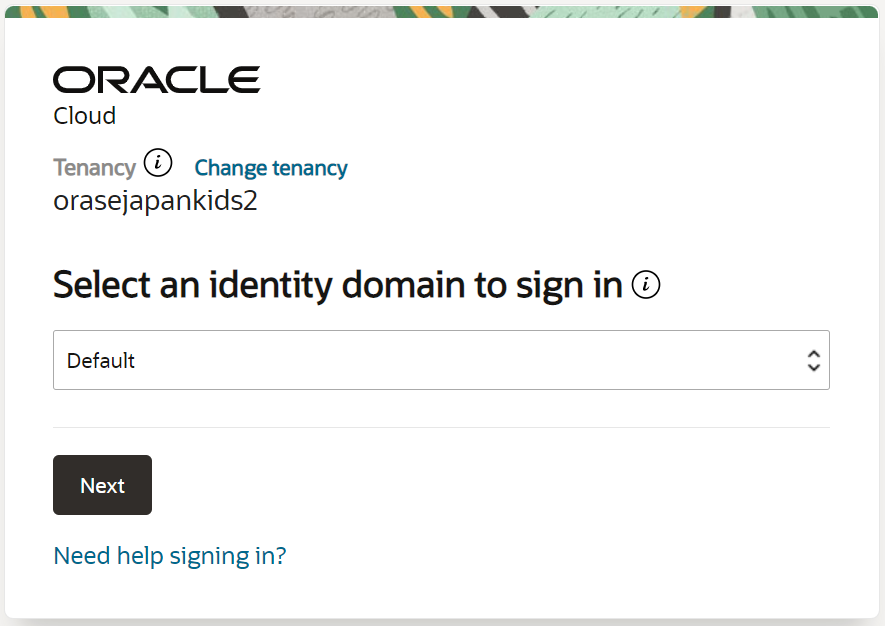 ORACLE
Cloud
Tenancy i Change tenancy
orasejapankids2
Select an identity domain to sign in i
Default
Next
Need help signing in?